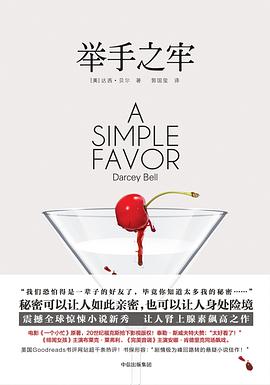 举手之牢
［美］达西·贝尔 著 郭国玺 译
A
SIMPLE
FAVOR
Darcey Bell
“我们恐怕得是一辈子的好友了，毕竟你知道太多我的秘密……”
秘密可以让人如此亲密，也可以让人身处险境
震撼全球惊悚小说新秀 让人肾上腺素飙高之作
中信出版集团